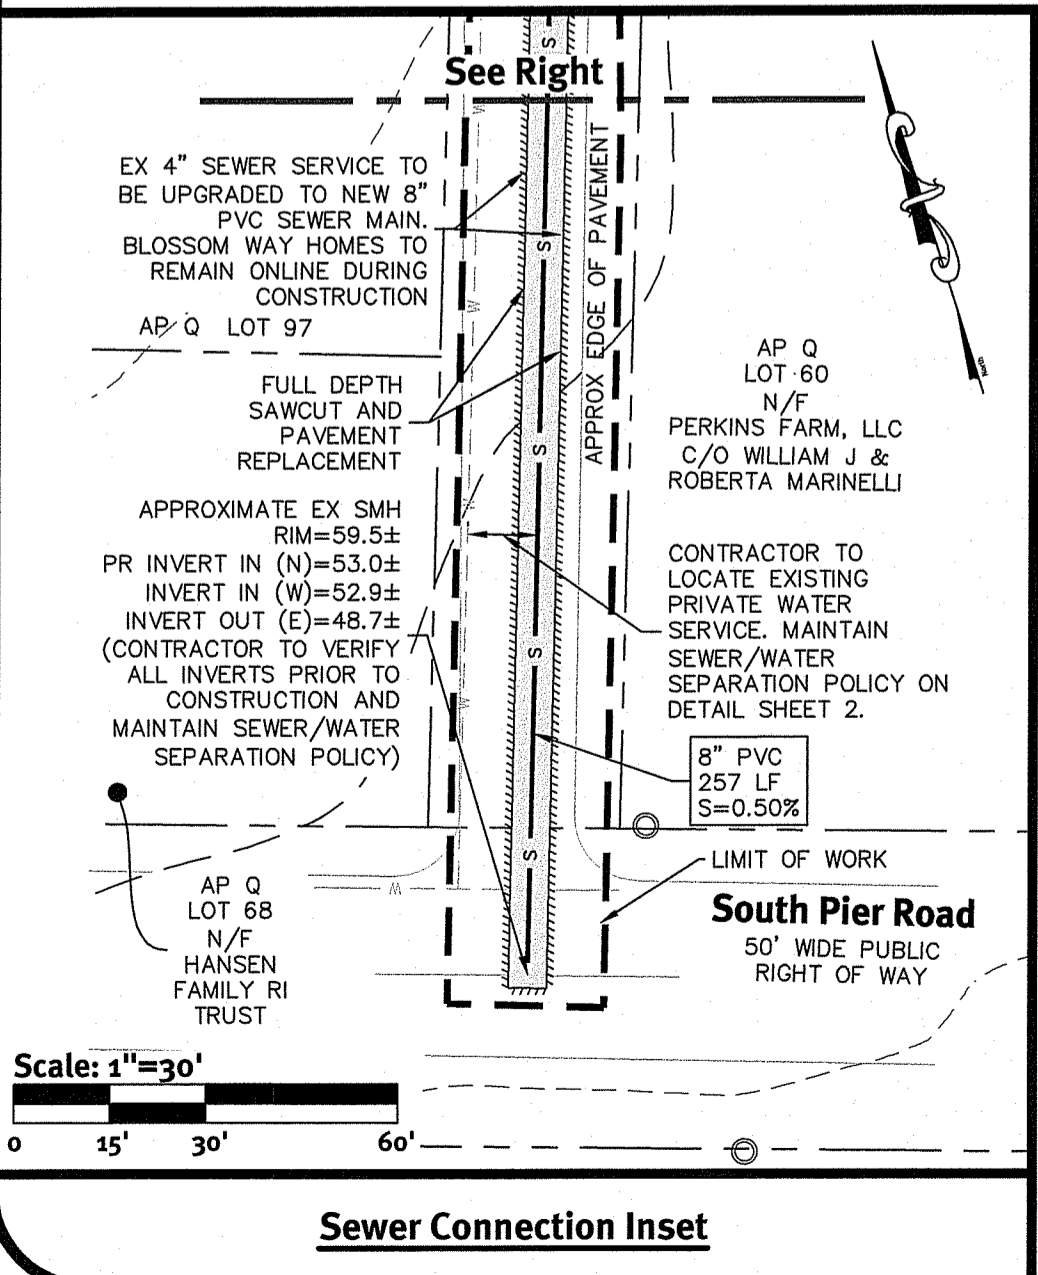 S
See Right
W
EX 4" SEWER SERVICE TO
BE UPGRADED TO NEW 8"
PVC SEWER MAIN.
BLOSSOM WAY HOMES TO
REMAIN ONLINE DURING
CONSTRUCTION
S
APPROX EDGE OF PAVEMENT
W
AP Q LOT 97
North
AP Q
LOT 60
N/F
PERKINS FARM, LLC
C/O WILLIAM J &
ROBERTA MARINELLI
FULL DEPTH
SAWCUT AND
PAVEMENT
REPLACEMENT
S
W
APPROXIMATE EX SMH
RIM=59.5±
PR INVERT IN (N)=53.0±
INVERT IN (W)=52.9±
INVERT OUT (E)=48.7±
(CONTRACTOR TO VERIFY
ALL INVERTS PRIOR TO
CONSTRUCTION AND
MAINTAIN SEWER/WATER
SEPARATION POLICY)
CONTRACTOR TO
LOCATE EXISTING
PRIVATE WATER
SERVICE. MAINTAIN
SEWER/WATER
SEPARATION POLICY ON
DETAIL SHEET 2.
S
W
8" PVC
257 LF
S=0.50%
S
LIMIT OF WORK
W
AP Q
LOT 68
N/F
HANSEN
FAMILY RI
TRUST
South Pier Road
50' WIDE PUBLIC
RIGHT OF WAY
Scale: 1"=30'
0 15' 30' 60'
Sewer Connection Inset